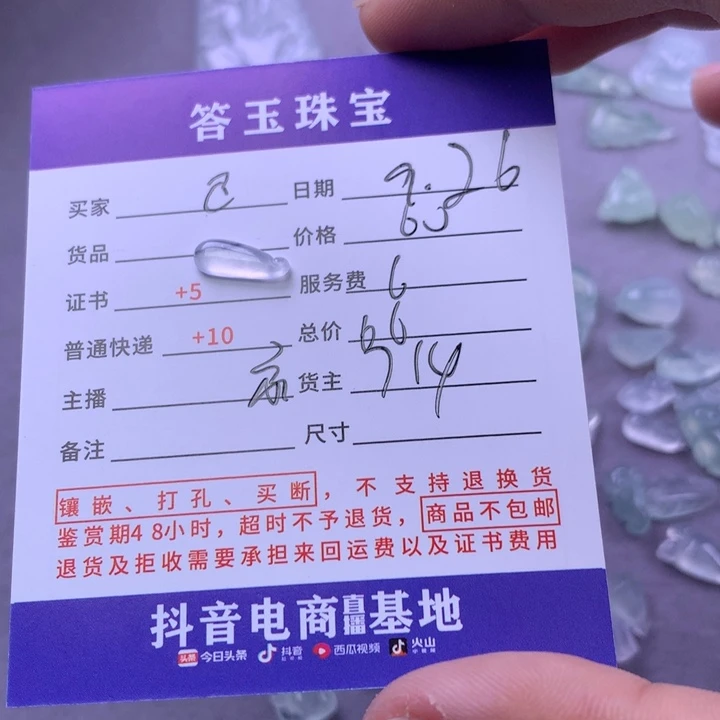 答玉珠宝
买家 日期 9.26
货品 价格 65
证书 +5 服务费 6
普通快递 +10 总价 66
主播 货主 714
备注 尺寸
镶嵌、打孔、买断，不支持退换货
鉴赏期48小时，超时不予退货，商品不包邮
退货及拒收需要承担来回运费以及证书费用
抖音电商直播基地
头条 今日头条 抖音 西瓜视频 火山